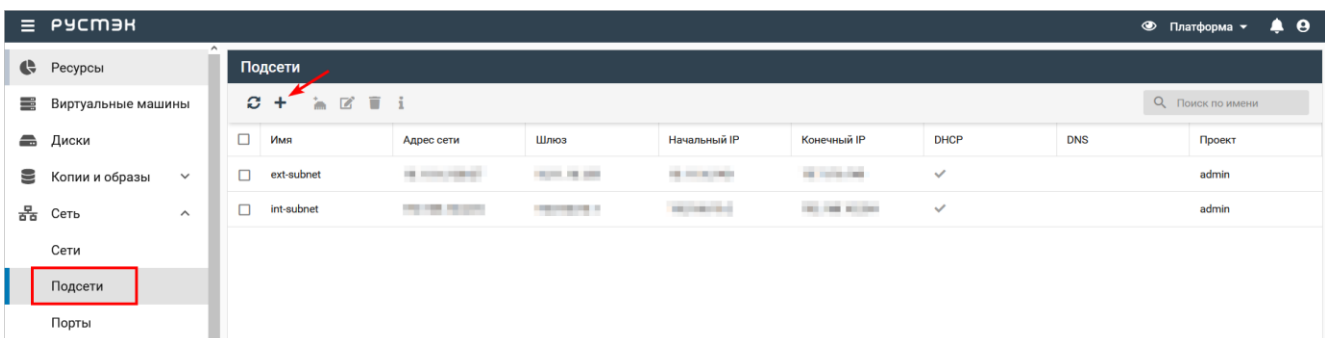 РУСТЭК
Платформа
Ресурсы
Подсети
Виртуальные машины
Поиск по имени
Диски
Имя Адрес сети Шлюз Начальный IP Конечный IP DHCP DNS Проект
Копии и образы
ext-subnet admin
Сеть
int-subnet admin
Сети
Подсети
Порты